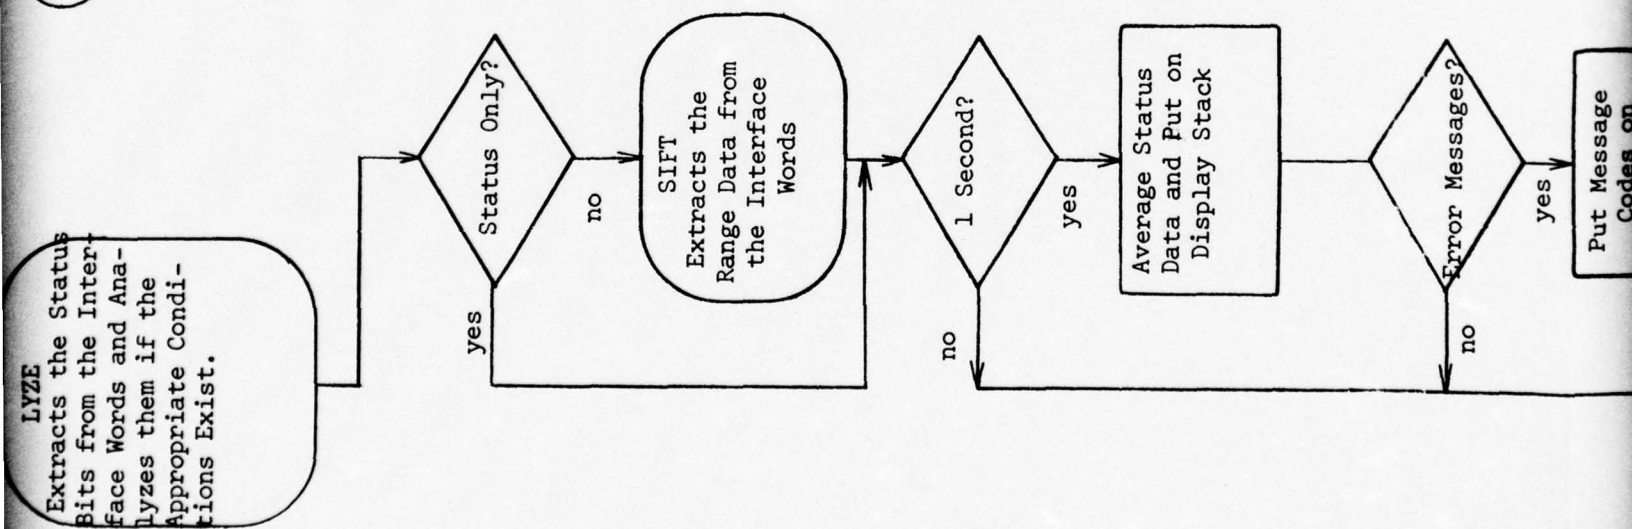 LYZE
Extracts the Status
Bits from the Inter-
face Words and Ana-
lyzes them if the
Appropriate Condi-
tions Exist.
Status Only?
yes
no
SIFT
Extracts the
Range Data from
the Interface
Words
1 Second?
no
yes
Average Status
Data and Put on
Display Stack
Error Messages?
no
yes
Put Message
Codes on